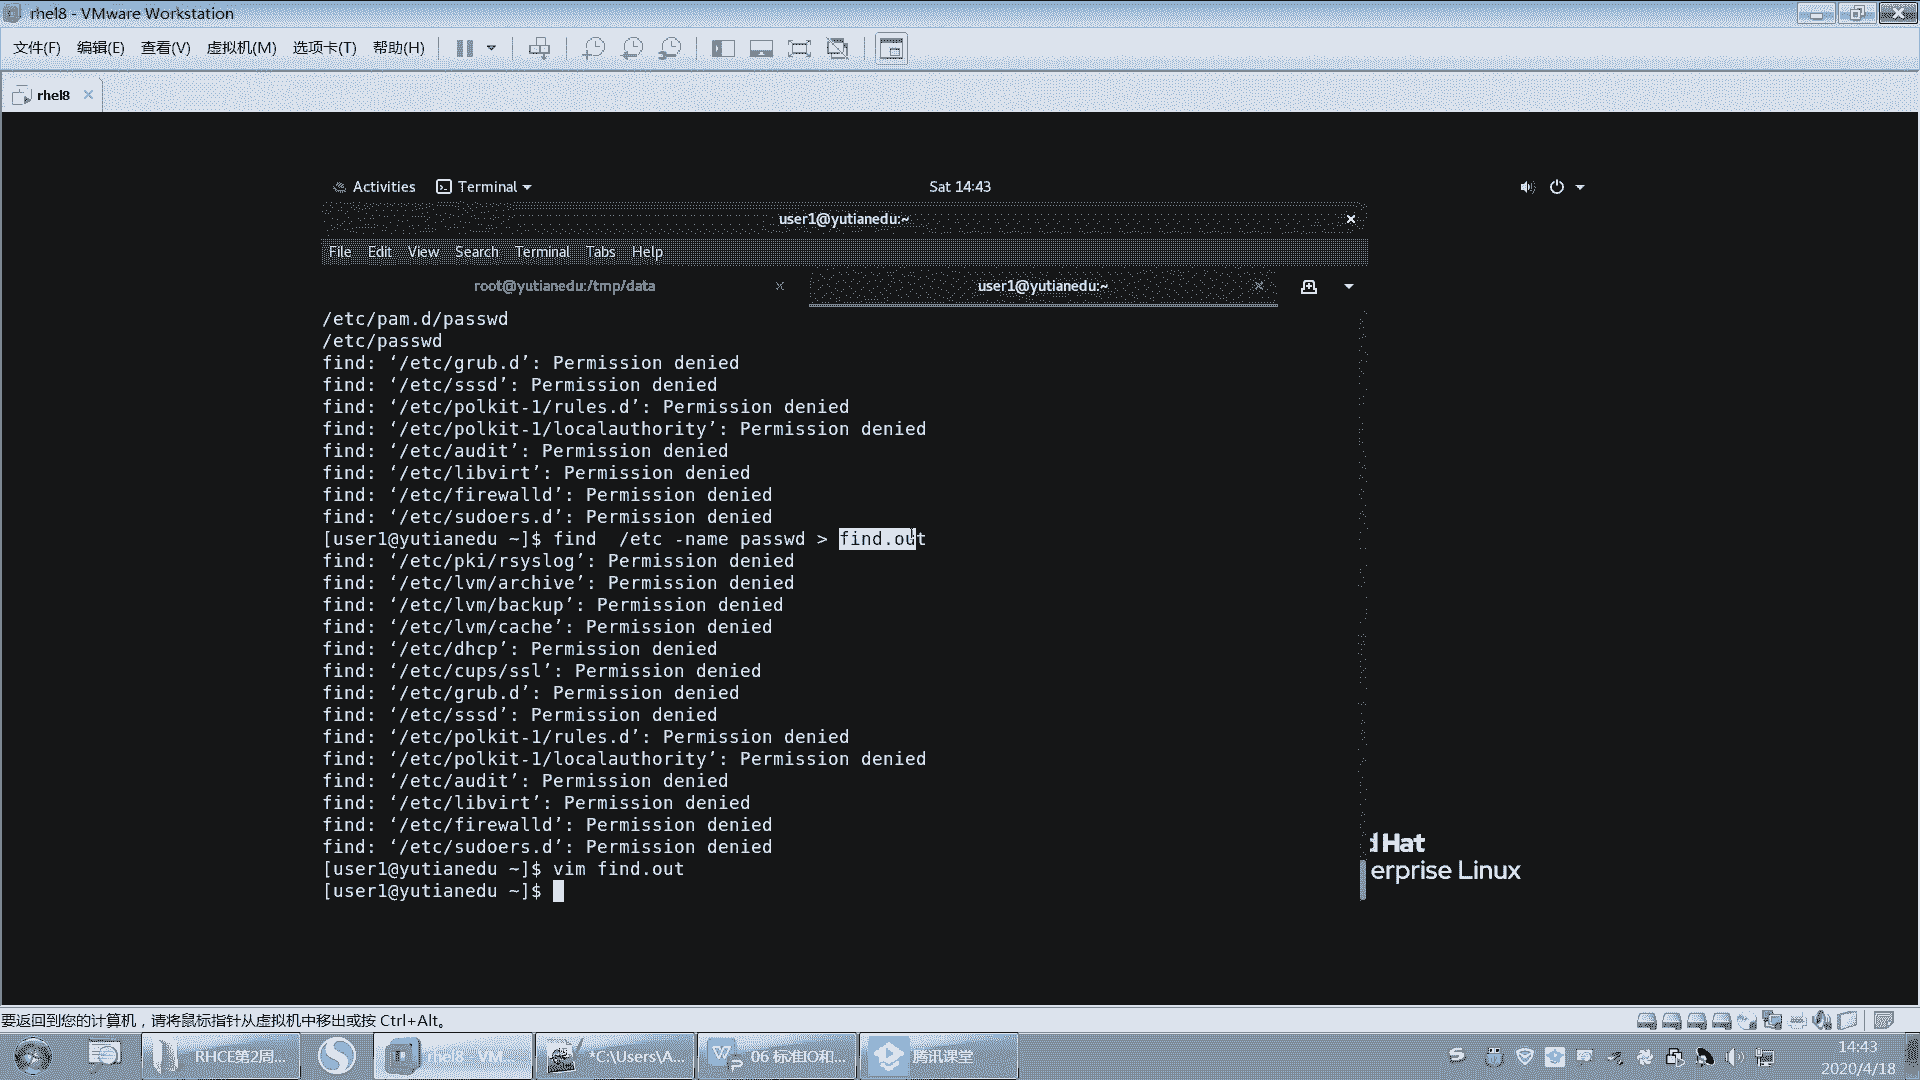 rhel8 - VMware Workstation
文件(F) 编辑(E) 查看(V) 虚拟机(M) 选项卡(T) 帮助(H)
rhel8
Activities Terminal Sat 14:43
user1@yutianedu:~
File Edit View Search Terminal Tabs Help
root@yutianedu:/tmp/data user1@yutianedu:~
/etc/pam.d/passwd
/etc/passwd
find: ‘/etc/grub.d’: Permission denied
find: ‘/etc/sssd’: Permission denied
find: ‘/etc/polkit-1/rules.d’: Permission denied
find: ‘/etc/polkit-1/localauthority’: Permission denied
find: ‘/etc/audit’: Permission denied
find: ‘/etc/libvirt’: Permission denied
find: ‘/etc/firewalld’: Permission denied
find: ‘/etc/sudoers.d’: Permission denied
[user1@yutianedu ~]$ find  /etc -name passwd > find.out
find: ‘/etc/pki/rsyslog’: Permission denied
find: ‘/etc/lvm/archive’: Permission denied
find: ‘/etc/lvm/backup’: Permission denied
find: ‘/etc/lvm/cache’: Permission denied
find: ‘/etc/dhcp’: Permission denied
find: ‘/etc/cups/ssl’: Permission denied
find: ‘/etc/grub.d’: Permission denied
find: ‘/etc/sssd’: Permission denied
find: ‘/etc/polkit-1/rules.d’: Permission denied
find: ‘/etc/polkit-1/localauthority’: Permission denied
find: ‘/etc/audit’: Permission denied
find: ‘/etc/libvirt’: Permission denied
find: ‘/etc/firewalld’: Permission denied
find: ‘/etc/sudoers.d’: Permission denied
[user1@yutianedu ~]$ vim find.out
[user1@yutianedu ~]$
d Hat
erprise Linux
要返回到您的计算机，请将鼠标指针从虚拟机中移出或按 Ctrl+Alt。
RHCE第2周... rhel8 - VM... *C:\Users\A... 06 标准IO和... 腾讯课堂
14:43
2020/4/18